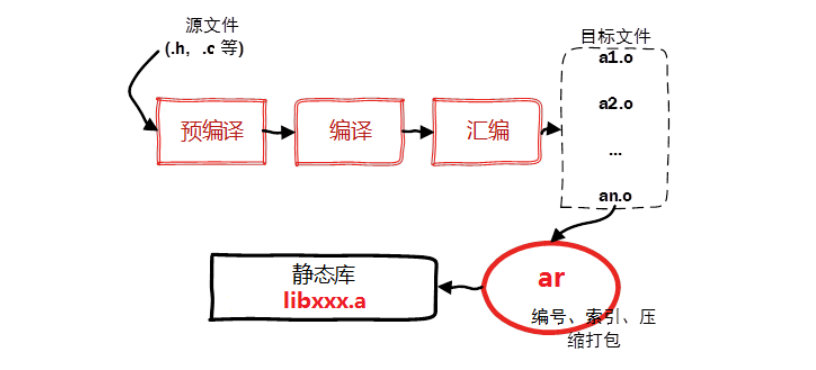 源文件
(.h，.c 等)
预编译
编译
汇编
目标文件
a1.o
a2.o
...
an.o
ar
编号、索引、压
缩打包
静态库
libxxx.a